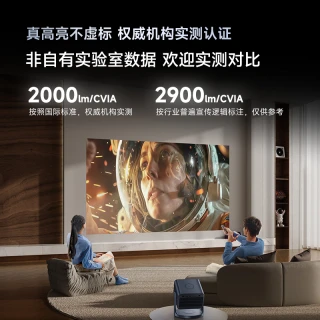 真高亮不虚标 权威机构实测认证
非自有实验室数据 欢迎实测对比
2000lm/CVIA
2900lm/CVIA
按照国际标准，权威机构实测
按行业普遍宣传逻辑标注，仅供参考